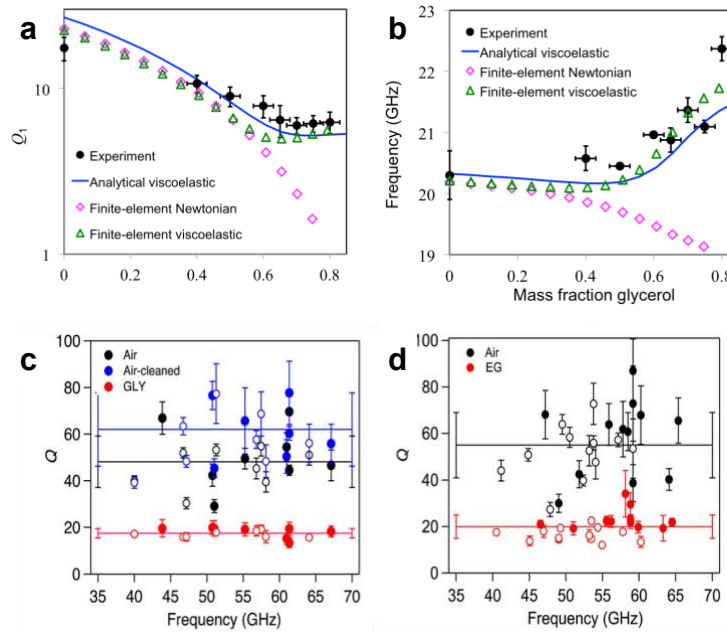 a
Q1
10
1
Experiment
Analytical viscoelastic
Finite-element Newtonian
Finite-element viscoelastic
0
0.2
0.4
0.6
0.8
b
Frequency (GHz)
23
22
21
20
19
Experiment
Analytical viscoelastic
Finite-element Newtonian
Finite-element viscoelastic
0
0.2
0.4
0.6
0.8
Mass fraction glycerol
c
Q
100
80
60
40
20
0
Air
Air-cleaned
GLY
35 40 45 50 55 60 65 70
Frequency (GHz)
d
Q
100
80
60
40
20
0
Air
EG
35 40 45 50 55 60 65 70
Frequency (GHz)